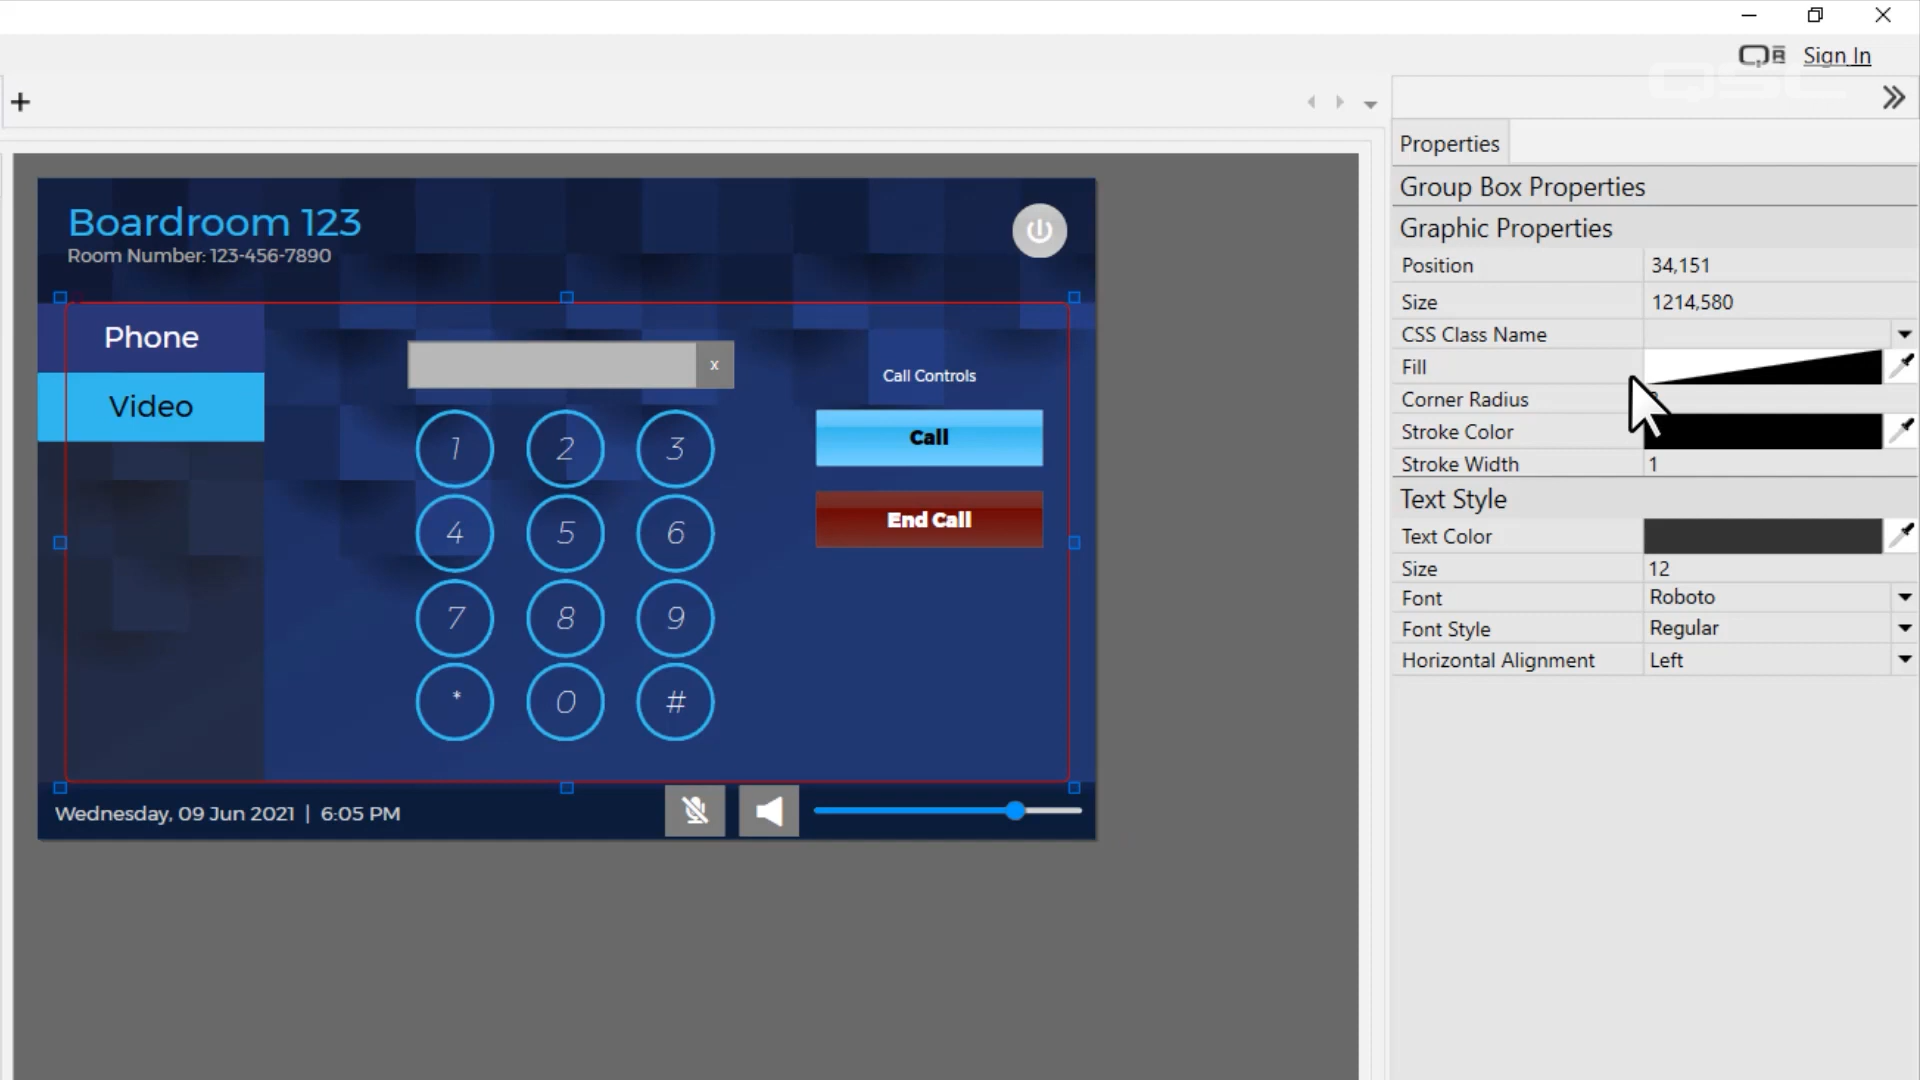 Sign In
QSC
Properties
Group Box Properties
Graphic Properties
Position 34,151
Size 1214,580
CSS Class Name
Fill
Corner Radius
Stroke Color
Stroke Width 1
Text Style
Text Color
Size 12
Font Roboto
Font Style Regular
Horizontal Alignment Left
Boardroom 123
Room Number: 123-456-7890
Phone
Video
x
1 2 3
4 5 6
7 8 9
* 0 #
Call Controls
Call
End Call
Wednesday, 09 Jun 2021 | 6:05 PM